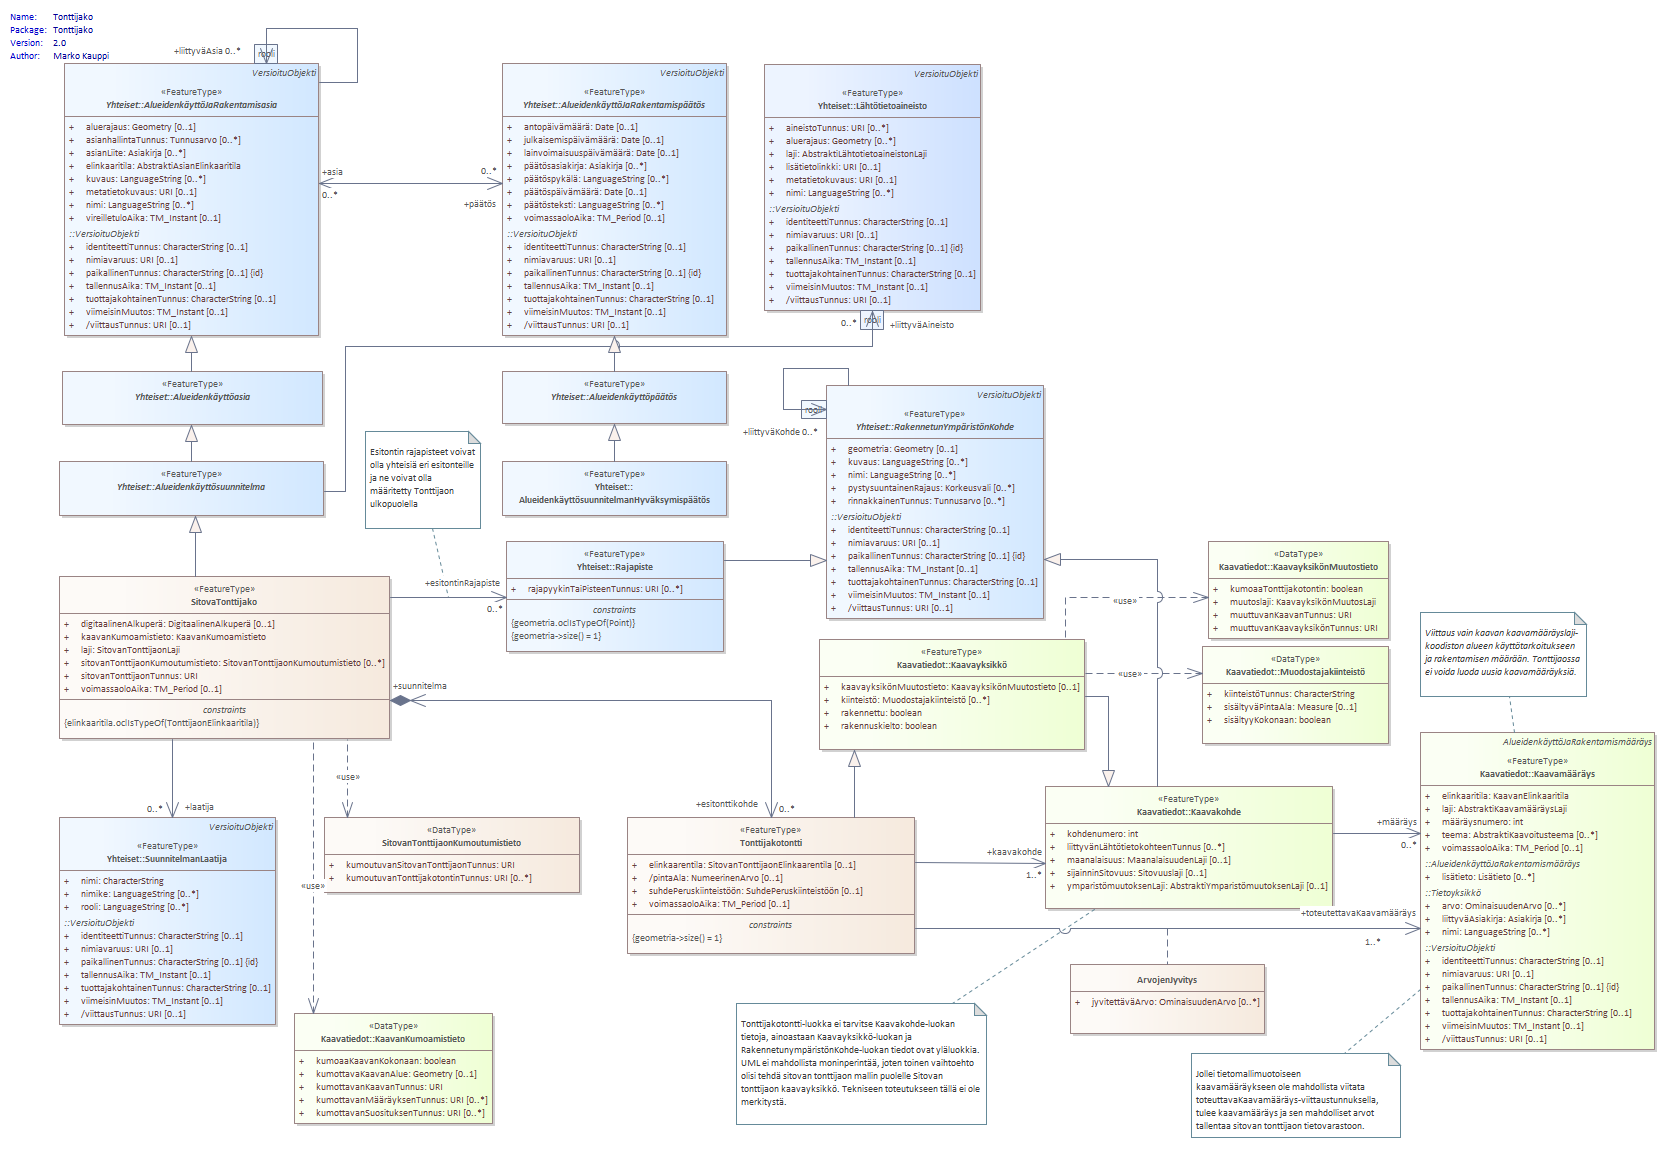 Name: Tonttijako
Package: Tonttijako
Version: 2.0
Author: Marko Kauppi
+liittyväAsia 0..*
rooli
VersioituObjekti
«FeatureType»
Yhteiset::AlueidenkäyttöJaRakentamisasia
+ aluerajaus: Geometry [0..1]
+ asianhallintaTunnus: Tunnusarvo [0..*]
+ asianLiite: Asiakirja [0..*]
+ elinkaaritila: AbstraktiAsianElinkaaritila
+ kuvaus: LanguageString [0..*]
+ metatietokuvaus: URI [0..1]
+ nimi: LanguageString [0..*]
+ vireilletuloAika: TM_Instant [0..1]
::VersioituObjekti
+ identiteettiTunnus: CharacterString [0..1]
+ nimiavaruus: URI [0..1]
+ paikallinenTunnus: CharacterString [0..1] {id}
+ tallennusAika: TM_Instant [0..1]
+ tuottajakohtainenTunnus: CharacterString [0..1]
+ viimeisinMuutos: TM_Instant [0..1]
+ /viittausTunnus: URI [0..1]
+asia
0..*
0..*
+päätös
VersioituObjekti
«FeatureType»
Yhteiset::AlueidenkäyttöJaRakentamispäätös
+ antopäivämäärä: Date [0..1]
+ julkaisemispäivämäärä: Date [0..1]
+ lainvoimaisuuspäivämäärä: Date [0..1]
+ päätösasiakirja: Asiakirja [0..*]
+ päätöspykälä: LanguageString [0..*]
+ päätöspäivämäärä: Date [0..1]
+ päätösteksti: LanguageString [0..*]
+ voimassaoloAika: TM_Period [0..1]
::VersioituObjekti
+ identiteettiTunnus: CharacterString [0..1]
+ nimiavaruus: URI [0..1]
+ paikallinenTunnus: CharacterString [0..1] {id}
+ tallennusAika: TM_Instant [0..1]
+ tuottajakohtainenTunnus: CharacterString [0..1]
+ viimeisinMuutos: TM_Instant [0..1]
+ /viittausTunnus: URI [0..1]
VersioituObjekti
«FeatureType»
Yhteiset::Lähtötietoaineisto
+ aineistoTunnus: URI [0..*]
+ aluerajaus: Geometry [0..*]
+ laji: AbstraktiLähtotietoaineistonLaji
+ lisätietolinkki: URI [0..1]
+ metatietokuvaus: URI [0..1]
+ nimi: LanguageString [0..*]
::VersioituObjekti
+ identiteettiTunnus: CharacterString [0..1]
+ nimiavaruus: URI [0..1]
+ paikallinenTunnus: CharacterString [0..1] {id}
+ tallennusAika: TM_Instant [0..1]
+ tuottajakohtainenTunnus: CharacterString [0..1]
+ viimeisinMuutos: TM_Instant [0..1]
+ /viittausTunnus: URI [0..1]
0..*
rooli
+liittyväAineisto
«FeatureType»
Yhteiset::Alueidenkäyttöasia
«FeatureType»
Yhteiset::Alueidenkäyttöpäätös
«FeatureType»
Yhteiset::Alueidenkäyttösuunnitelma
«FeatureType»
Yhteiset::
AlueidenkäyttösuunnitelmanHyväksymispäätös
Esitontin rajapisteet voivat
olla yhteisiä eri esitonteille
ja ne voivat olla
määritetty Tonttijaon
ulkopuolella
rooli
+liittyväKohde 0..*
VersioituObjekti
«FeatureType»
Yhteiset::RakennetunYmpäristönKohde
+ geometria: Geometry [0..1]
+ kuvaus: LanguageString [0..*]
+ nimi: LanguageString [0..*]
+ pystysuuntainenRajaus: Korkeusvali [0..*]
+ rinnakkainenTunnus: Tunnusarvo [0..*]
::VersioituObjekti
+ identiteettiTunnus: CharacterString [0..1]
+ nimiavaruus: URI [0..1]
+ paikallinenTunnus: CharacterString [0..1] {id}
+ tallennusAika: TM_Instant [0..1]
+ tuottajakohtainenTunnus: CharacterString [0..1]
+ viimeisinMuutos: TM_Instant [0..1]
+ /viittausTunnus: URI [0..1]
«FeatureType»
Yhteiset::Rajapiste
+ rajapyykinTaiPisteenTunnus: URI [0..*]
constraints
{geometria.oclIsTypeOf(Point)}
{geometria->size() = 1}
+esitontinRajapiste
0..*
«FeatureType»
SitovaTonttijako
+ digitaalinenAlkuperä: DigitaalinenAlkuperä [0..1]
+ kaavanKumoamistieto: KaavanKumoamistieto
+ laji: SitovanTonttijaonLaji
+ sitovanTonttijaonKumoutumistieto: SitovanTonttijaonKumoutumistieto [0..*]
+ sitovanTonttijaonTunnus: URI
+ voimassaoloAika: TM_Period [0..1]
constraints
{elinkaaritila.oclIsTypeOf(TonttijaonElinkaaritila)}
+suunnitelma
«use»
«use»
0..*
+laatija
VersioituObjekti
«FeatureType»
Yhteiset::SuunnitelmanLaatija
+ nimi: CharacterString
+ nimike: LanguageString [0..*]
+ rooli: LanguageString [0..*]
::VersioituObjekti
+ identiteettiTunnus: CharacterString [0..1]
+ nimiavaruus: URI [0..1]
+ paikallinenTunnus: CharacterString [0..1] {id}
+ tallennusAika: TM_Instant [0..1]
+ tuottajakohtainenTunnus: CharacterString [0..1]
+ viimeisinMuutos: TM_Instant [0..1]
+ /viittausTunnus: URI [0..1]
«DataType»
SitovanTonttijaonKumoutumistieto
+ kumoutuvanSitovanTonttijaonTunnus: URI
+ kumoutuvanTonttijakotontinTunnus: URI [0..*]
«DataType»
Kaavatiedot::KaavanKumoamistieto
+ kumoaaKaavanKokonaan: boolean
+ kumottavaKaavanAlue: Geometry [0..1]
+ kumottavanKaavanTunnus: URI
+ kumottavanMääräyksenTunnus: URI [0..*]
+ kumottavanSuosituksenTunnus: URI [0..*]
+esitonttikohde
0..*
«FeatureType»
Tonttijakotontti
+ elinkaarentila: SitovanTonttijaonElinkaarentila [0..1]
+ /pintaAla: NumeerinenArvo [0..1]
+ suhdePeruskiinteistöön: SuhdePeruskiinteistöön [0..1]
+ voimassaoloAika: TM_Period [0..1]
constraints
{geometria->size() = 1}
«FeatureType»
Kaavatiedot::Kaavayksikkö
+ kaavayksikönMuutostieto: KaavayksikönMuutostieto [0..1]
+ kiinteistö: Muodostajakiinteistö [0..*]
+ rakennettu: boolean
+ rakennuskielto: boolean
«use»
«use»
«DataType»
Kaavatiedot::KaavayksikönMuutostieto
+ kumoaaTonttijakotontin: boolean
+ muutoslaji: KaavayksikönMuutosLaji
+ muuttuvanKaavanTunnus: URI
+ muuttuvanKaavayksikönTunnus: URI
«DataType»
Kaavatiedot::Muodostajakiinteistö
+ kiinteistöTunnus: CharacterString
+ sisältyväPintaAla: Measure [0..1]
+ sisältyyKokonaan: boolean
«FeatureType»
Kaavatiedot::Kaavakohde
+ kohdenumero: int
+ liittyvänLähtötietokohteenTunnus [0..*]
+ maanalaisuus: MaanalaisuudenLaji [0..1]
+ sijainninSitovuus: Sitovuuslaji [0..1]
+ ymparistömuutoksenLaji: AbstraktiYmparistömuutoksenLaji [0..1]
+kaavakohde
1..*
+määräys
0..*
+toteutettavaKaavamääräys
1..*
ArvojenJyvitys
+ jyvitettäväArvo: OminaisuudenArvo [0..*]
Viittaus vain kaavan kaavamääräyslaji-
koodiston alueen käyttötarkoitukseen
ja rakentamisen määrään. Tonttijaossa
ei voida luoda uusia kaavamääräyksiä.
AlueidenkäyttöJaRakentamismääräys
«FeatureType»
Kaavatiedot::Kaavamääräys
+ elinkaaritila: KaavanElinkaaritila
+ laji: AbstraktiKaavamääräysLaji
+ määräysnumero: int
+ teema: AbstraktiKaavoitusteema [0..*]
+ voimassaoloAika: TM_Period [0..1]
::AlueidenkäyttöJaRakentamismääräys
+ lisätieto: Lisätieto [0..*]
::Tietoyksikkö
+ arvo: OminaisuudenArvo [0..*]
+ liittyväAsiakirja: Asiakirja [0..*]
+ nimi: LanguageString [0..*]
::VersioituObjekti
+ identiteettiTunnus: CharacterString [0..1]
+ nimiavaruus: URI [0..1]
+ paikallinenTunnus: CharacterString [0..1] {id}
+ tallennusAika: TM_Instant [0..1]
+ tuottajakohtainenTunnus: CharacterString [0..1]
+ viimeisinMuutos: TM_Instant [0..1]
+ /viittausTunnus: URI [0..1]
Tonttijakotontti-luokka ei tarvitse Kaavakohde-luokan
tietoja, ainoastaan Kaavayksikkö-luokan ja
RakennetunympäristönKohde-luokan tiedot ovat yläluokkia.
UML ei mahdollista moninperintää, joten toinen vaihtoehto
olisi tehdä sitovan tonttijaon mallin puolelle Sitovan
tonttijaon kaavayksikkö. Tekniseen toteutukseen tällä ei ole
merkitystä.
Jollei tietomallimuotoiseen
kaavamääräykseen ole mahdollista viitata
toteuttavaKaavamääräys-viittaustunnuksella,
tulee kaavamääräys ja sen mahdolliset arvot
tallentaa sitovan tonttijaon tietovarastoon.